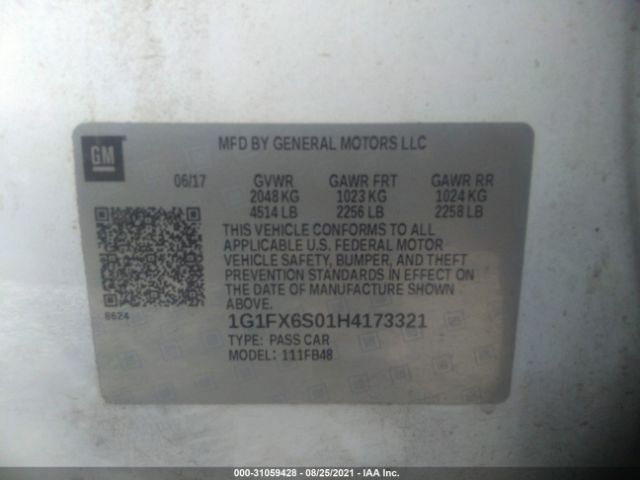 GM
MFD BY GENERAL MOTORS LLC
06/17 GVWR GAWR FRT GAWR RR
2048 KG 1023 KG 1024 KG
4514 LB 2256 LB 2258 LB
THIS VEHICLE CONFORMS TO ALL
APPLICABLE U.S. FEDERAL MOTOR
VEHICLE SAFETY, BUMPER, AND THEFT
PREVENTION STANDARDS IN EFFECT ON
THE DATE OF MANUFACTURE SHOWN
ABOVE.
8624
1G1FX6S01H4173321
TYPE: PASS CAR
MODEL: 111FB48
000-31059428 - 08/25/2021 - IAA Inc.